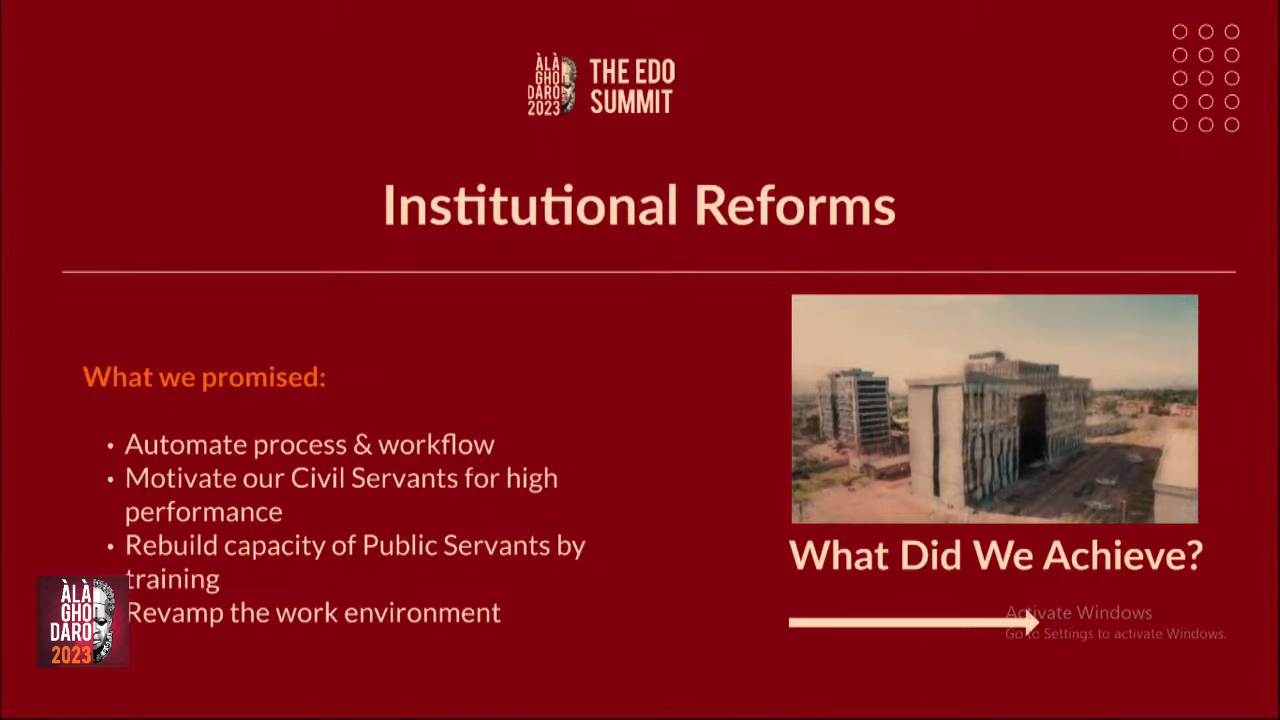 ÀLÀ
GHO
DARO
2023
THE EDO
SUMMIT
Institutional Reforms
What we promised:
• Automate process & workflow
• Motivate our Civil Servants for high
performance
• Rebuild capacity of Public Servants by
training
Revamp the work environment
What Did We Achieve?
Activate Windows
Go to Settings to activate Windows.
ÀLÀ
GHO
DARO
2023